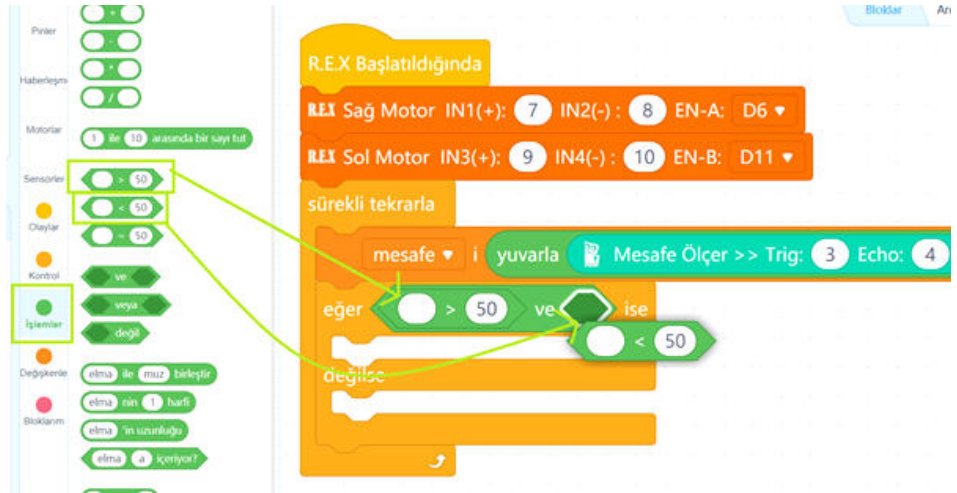 Bloklar
Pinler
Haberleşm
Motorlar
Sensorler
Olaylar
Kontrol
İşlemler
Değişkenle
Bloklarım
+
-
*
/
1 ile 10 arasında bir sayı tut
> 50
< 50
= 50
ve
veya
değil
elma ile muz birleştir
elma nin 1 harfi
elma 'in uzunluğu
elma a içeriyor?
R.E.X Başlatıldığında
R.E.X Sağ Motor IN1(+): 7 IN2(-) : 8 EN-A: D6
R.E.X Sol Motor IN3(+): 9 IN4(-) : 10 EN-B: D11
sürekli tekrarla
mesafe i yuvarla Mesafe Ölçer >> Trig: 3 Echo: 4
eğer > 50 ve ise
< 50
değilse